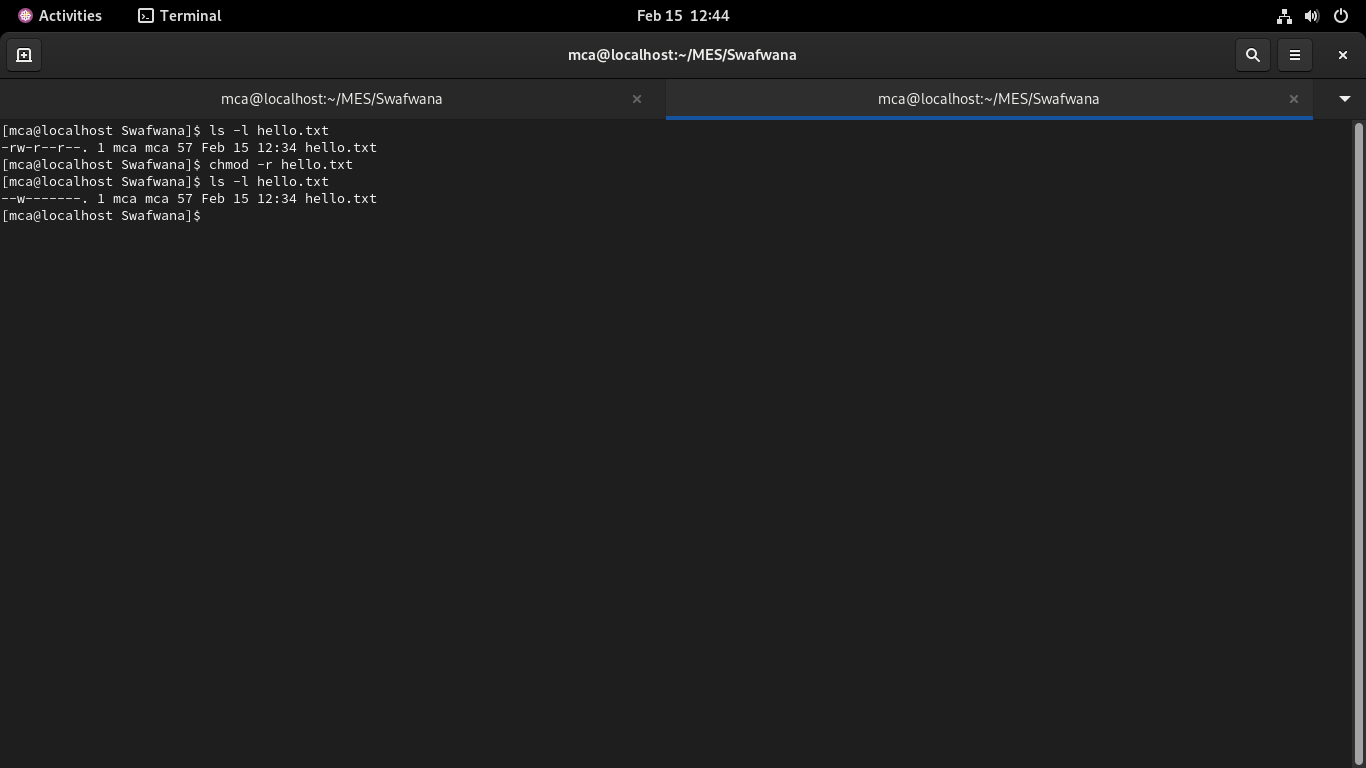 Activities
Terminal
Feb 15 12:44
mca@localhost:~/MES/Swafwana
mca@localhost:~/MES/Swafwana
mca@localhost:~/MES/Swafwana
[mca@localhost Swafwana]$ ls -l hello.txt
-rw-r--r--. 1 mca mca 57 Feb 15 12:34 hello.txt
[mca@localhost Swafwana]$ chmod -r hello.txt
[mca@localhost Swafwana]$ ls -l hello.txt
--w-------. 1 mca mca 57 Feb 15 12:34 hello.txt
[mca@localhost Swafwana]$